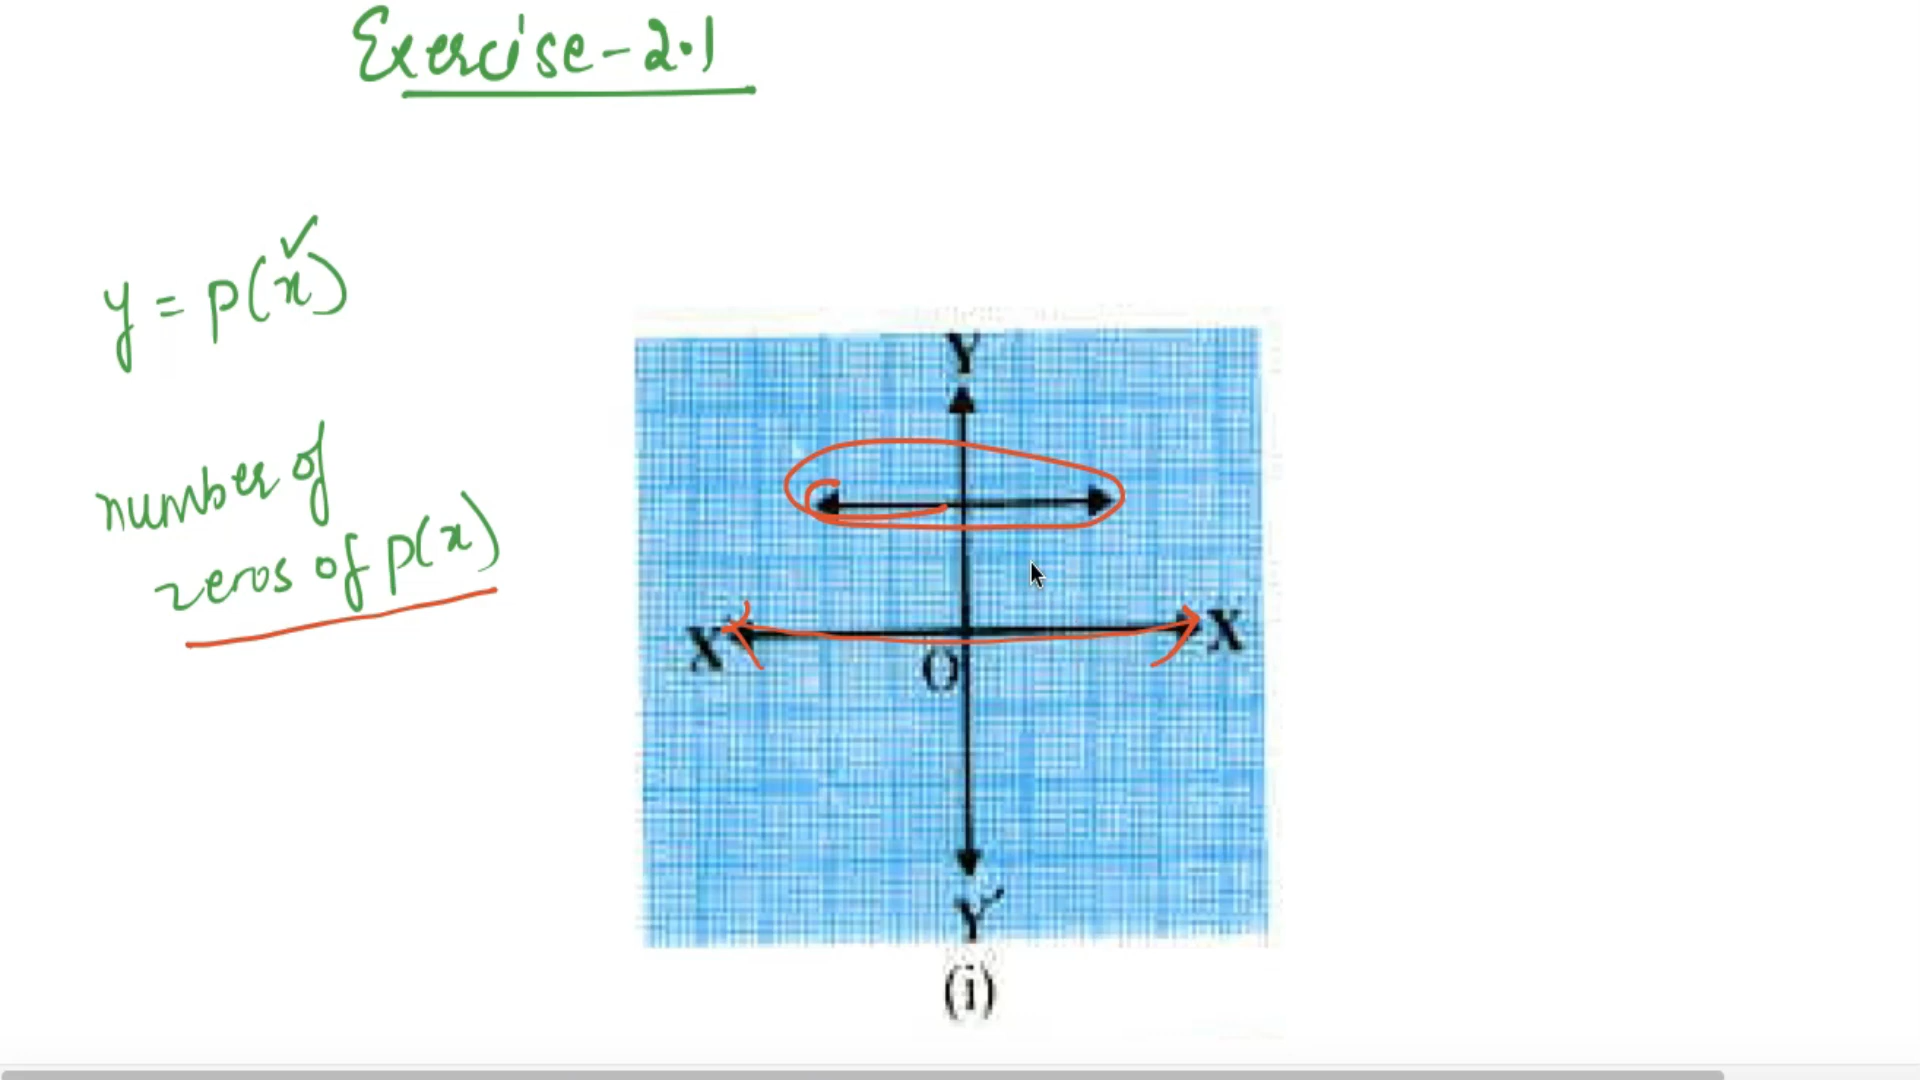 Exercise-2.1
y = p(x)
number of
zeros of p(x)
Y
X'
X
O
Y'
(i)